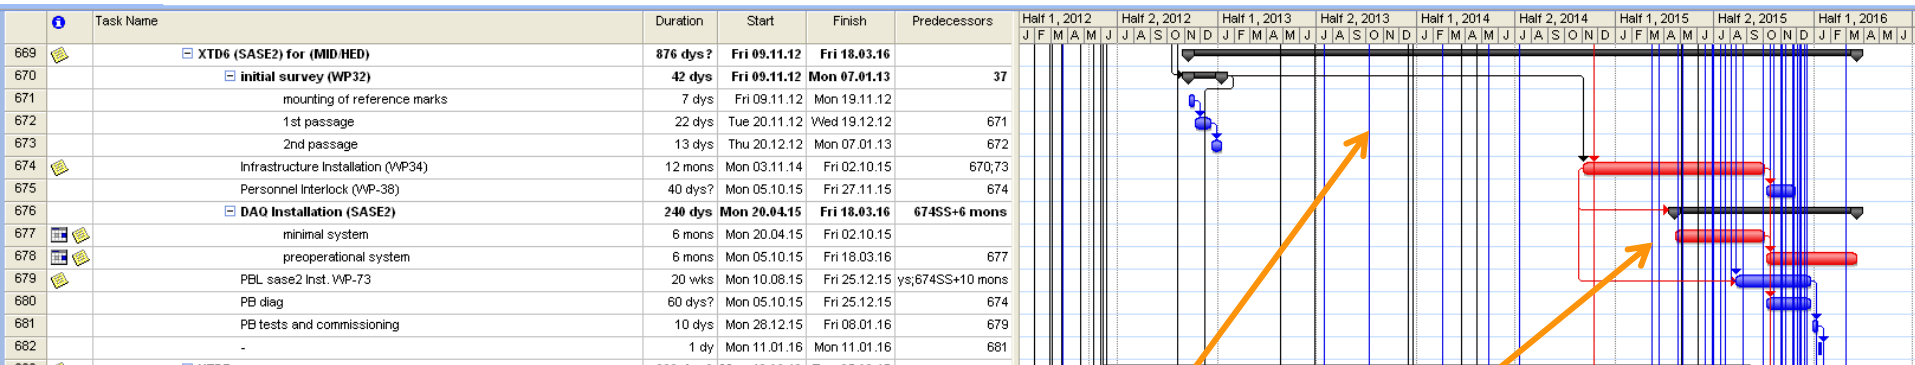 Task Name Duration Start Finish Predecessors Half 1, 2012 Half 2, 2012 Half 1, 2013 Half 2, 2013 Half 1, 2014 Half 2, 2014 Half 1, 2015 Half 2, 2015 Half 1, 2016
J F M A M J J A S O N D J F M A M J J A S O N D J F M A M J J A S O N D J F M A M J J A S O N D J F M A M J
669 XTD6 (SASE2) for (MID/HED) 876 dys? Fri 09.11.12 Fri 18.03.16
670 initial survey (WP32) 42 dys Fri 09.11.12 Mon 07.01.13 37
671 mounting of reference marks 7 dys Fri 09.11.12 Mon 19.11.12
672 1st passage 22 dys Tue 20.11.12 Wed 19.12.12 671
673 2nd passage 13 dys Thu 20.12.12 Mon 07.01.13 672
674 Infrastructure Installation (WP34) 12 mons Mon 03.11.14 Fri 02.10.15 670;73
675 Personnel Interlock (WP-38) 40 dys? Mon 05.10.15 Fri 27.11.15 674
676 DAQ Installation (SASE2) 240 dys Mon 20.04.15 Fri 18.03.16 674SS+6 mons
677 minimal system 6 mons Mon 20.04.15 Fri 02.10.15
678 preoperational system 6 mons Mon 05.10.15 Fri 18.03.16 677
679 PBL sase2 Inst. WP-73 20 wks Mon 10.08.15 Fri 25.12.15 ys;674SS+10 mons
680 PB diag 60 dys? Mon 05.10.15 Fri 25.12.15 674
681 PB tests and commissioning 10 dys Mon 28.12.15 Fri 08.01.16 679
682 - 1 dy Mon 11.01.16 Mon 11.01.16 681